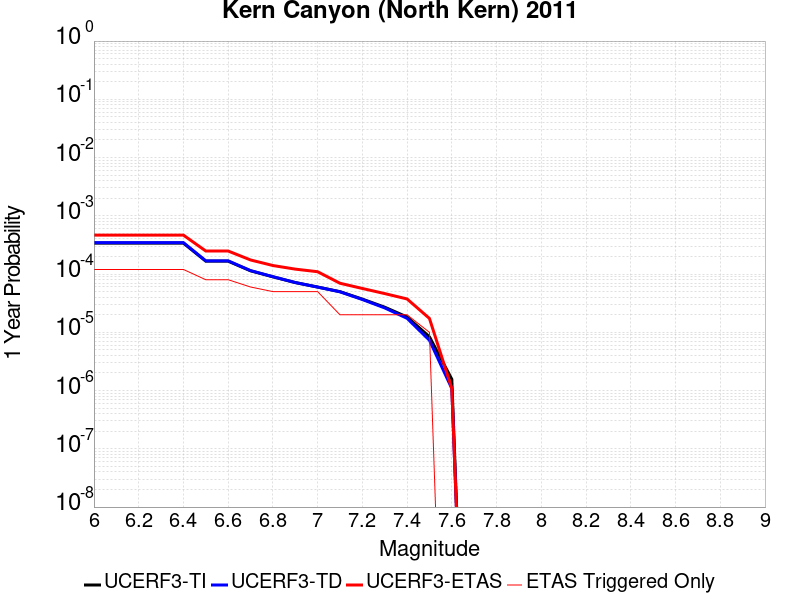 Kern Canyon (North Kern) 2011
10^0
10^-1
10^-2
10^-3
10^-4
10^-5
10^-6
10^-7
10^-8
1 Year Probability
6 6.2 6.4 6.6 6.8 7 7.2 7.4 7.6 7.8 8 8.2 8.4 8.6 8.8 9
Magnitude
UCERF3-TI UCERF3-TD UCERF3-ETAS ETAS Triggered Only